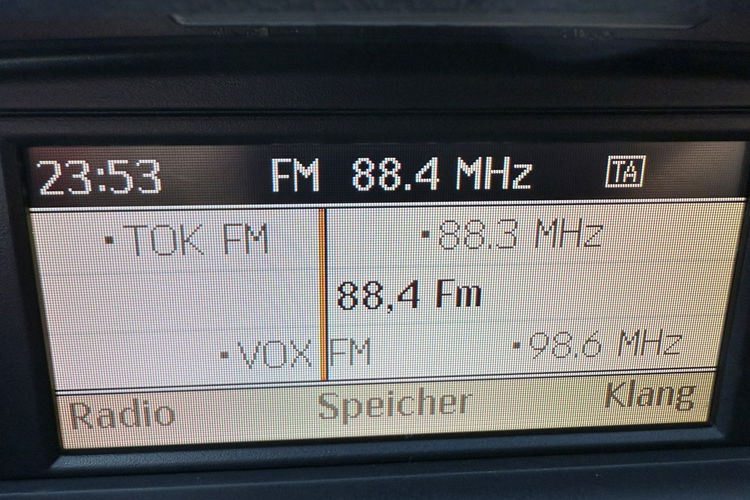 23:53 FM 88.4 MHz TA
TOK FM 88.3 MHz
88,4 Fm
VOX FM 98.6 MHz
Radio Speicher Klang